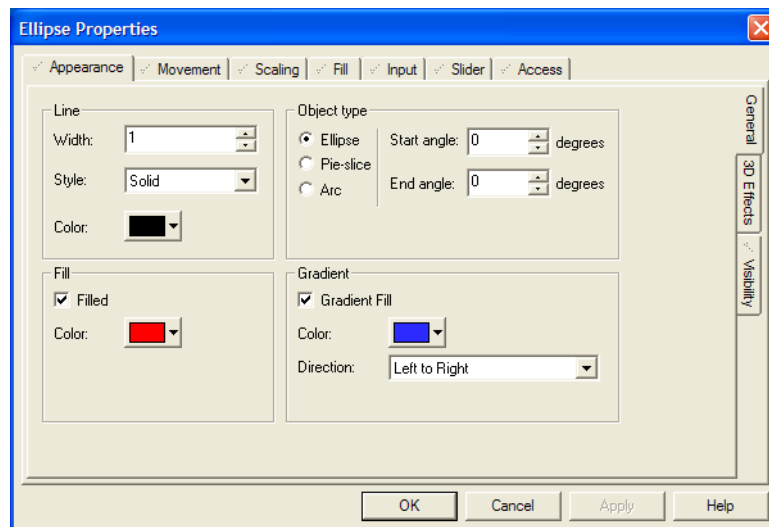 Ellipse Properties
Appearance Movement Scaling Fill Input Slider Access
Line
Width: 1
Style: Solid
Color:
Object type
Ellipse
Pie-slice
Arc
Start angle: 0 degrees
End angle: 0 degrees
Fill
Filled
Color:
Gradient
Gradient Fill
Color:
Direction: Left to Right
General
3D Effects
Visibility
OK Cancel Apply Help